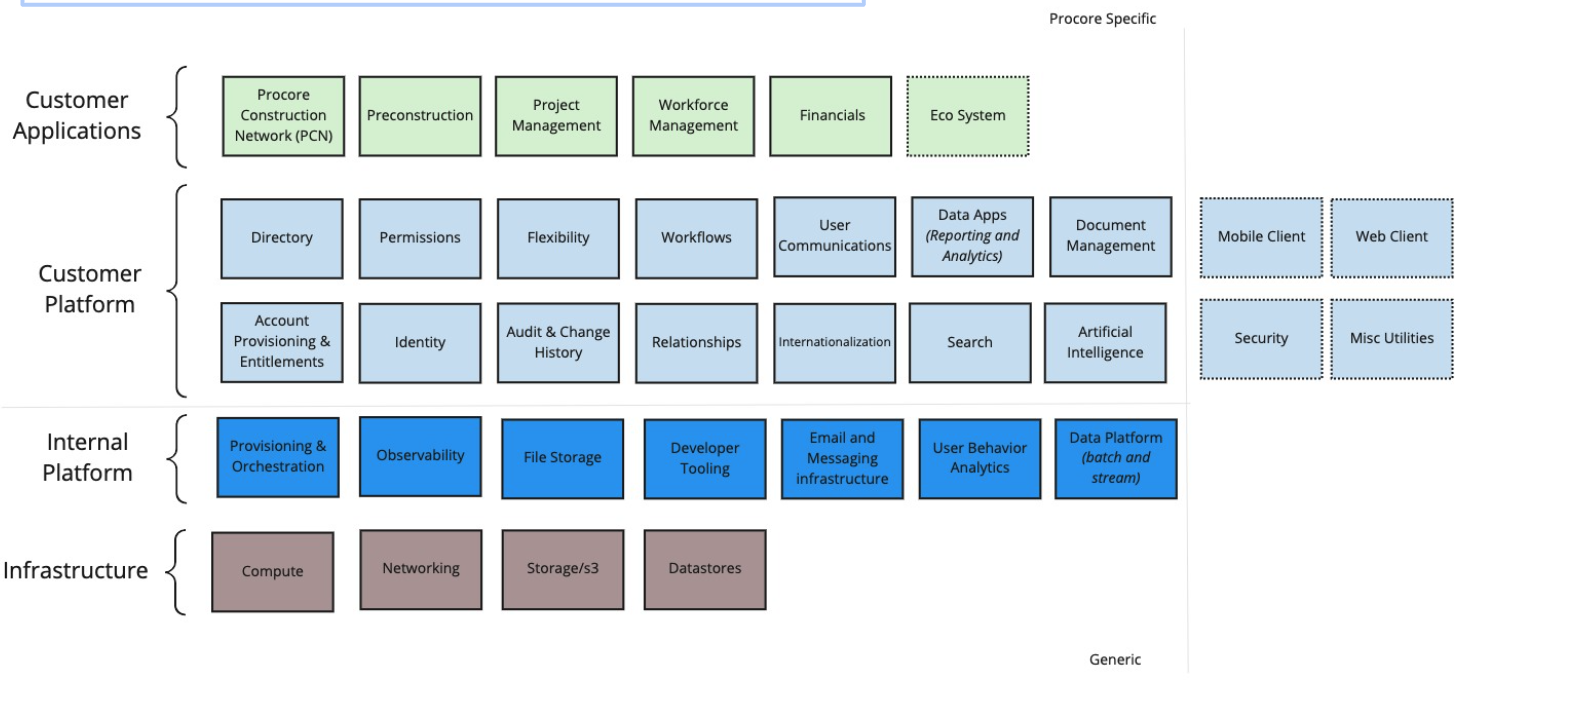 Procore Specific
Customer
Applications
Procore
Construction
Network (PCN)
Preconstruction
Project
Management
Workforce
Management
Financials
Eco System
Customer
Platform
Directory
Permissions
Flexibility
Workflows
User
Communications
Data Apps
(Reporting and
Analytics)
Document
Management
Mobile Client
Web Client
Account
Provisioning &
Entitlements
Identity
Audit & Change
History
Relationships
Internationalization
Search
Artificial
Intelligence
Security
Misc Utilities
Internal
Platform
Provisioning &
Orchestration
Observability
File Storage
Developer
Tooling
Email and
Messaging
infrastructure
User Behavior
Analytics
Data Platform
(batch and
stream)
Infrastructure
Compute
Networking
Storage/s3
Datastores
Generic